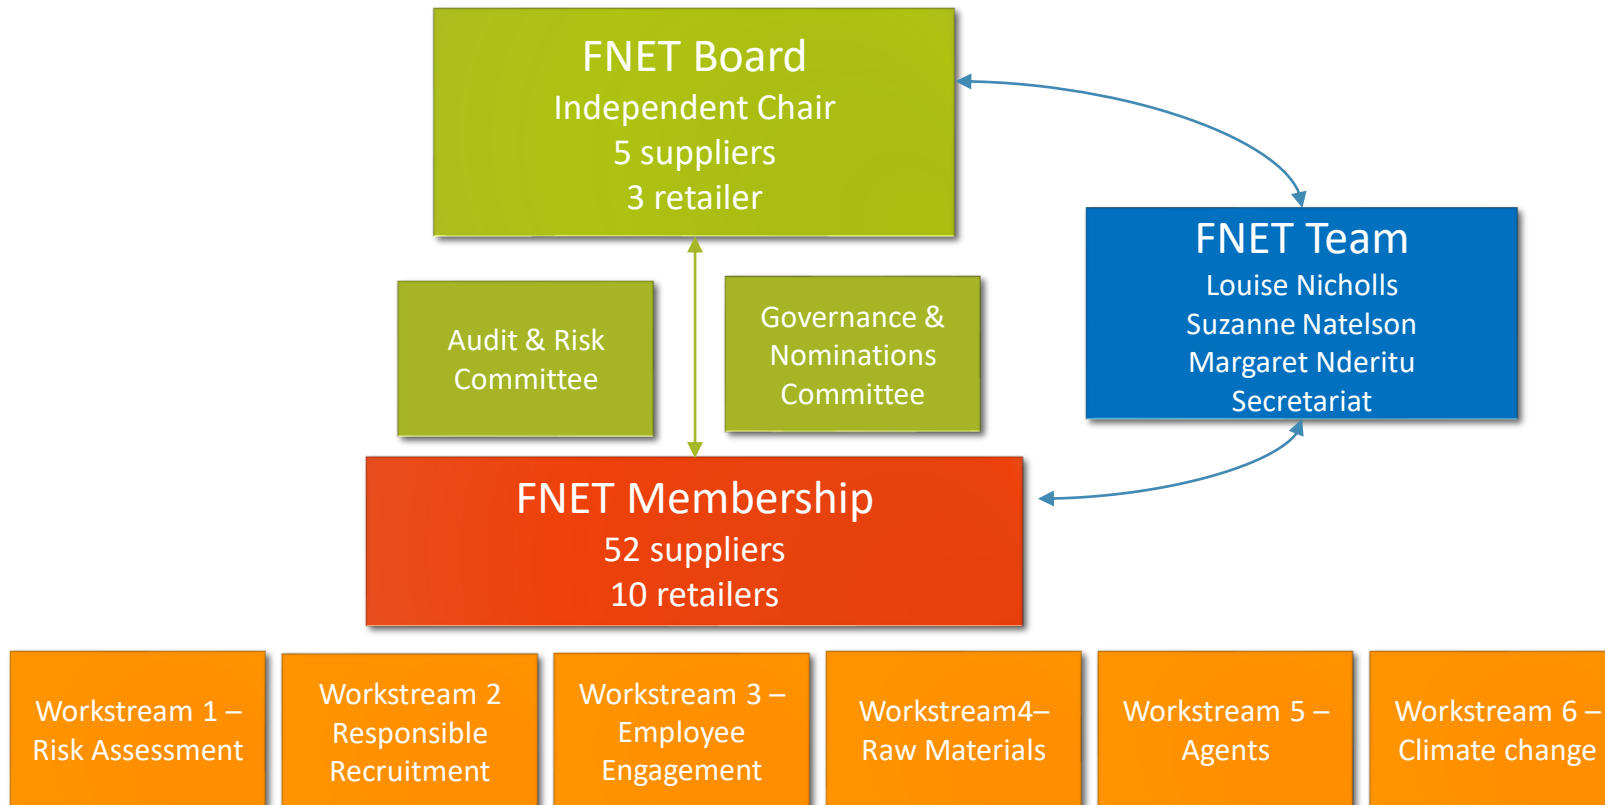 FNET Board
Independent Chair
5 suppliers
3 retailer
FNET Team
Louise Nicholls
Suzanne Natelson
Margaret Nderitu
Secretariat
Audit & Risk
Committee
Governance &
Nominations
Committee
FNET Membership
52 suppliers
10 retailers
Workstream 1 –
Risk Assessment
Workstream 2
Responsible
Recruitment
Workstream 3 –
Employee
Engagement
Workstream4–
Raw Materials
Workstream 5 –
Agents
Workstream 6 –
Climate change